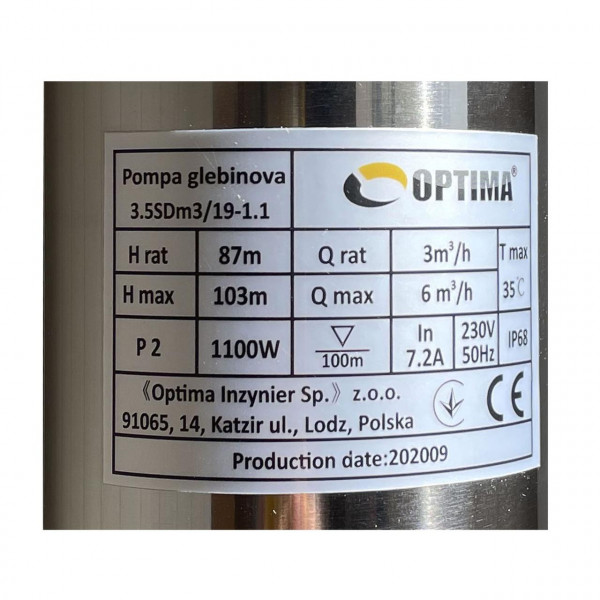 Pompa glebinova
3.5SDm3/19-1.1
OPTIMA®
H rat 87m Q rat 3m³/h T max
H max 103m Q max 6 m³/h 35℃
P 2 1100W 100m In 7.2A 230V 50Hz IP68
《Optima Inzynier Sp.》 z.o.o.
91065, 14, Katzir ul., Lodz, Polska
CE
Production date:202009